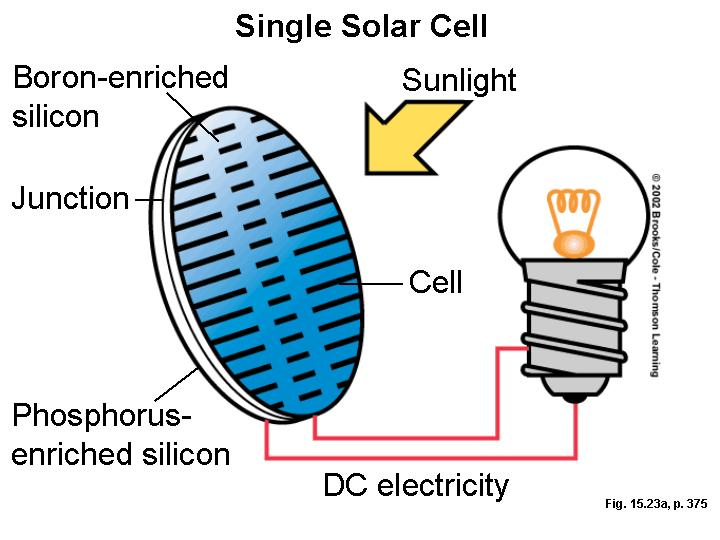 Single Solar Cell
Boron-enriched
silicon
Sunlight
Junction
Cell
Phosphorus-
enriched silicon
DC electricity
© 2002 Brooks/Cole - Thomson Learning
Fig. 15.23a, p. 375